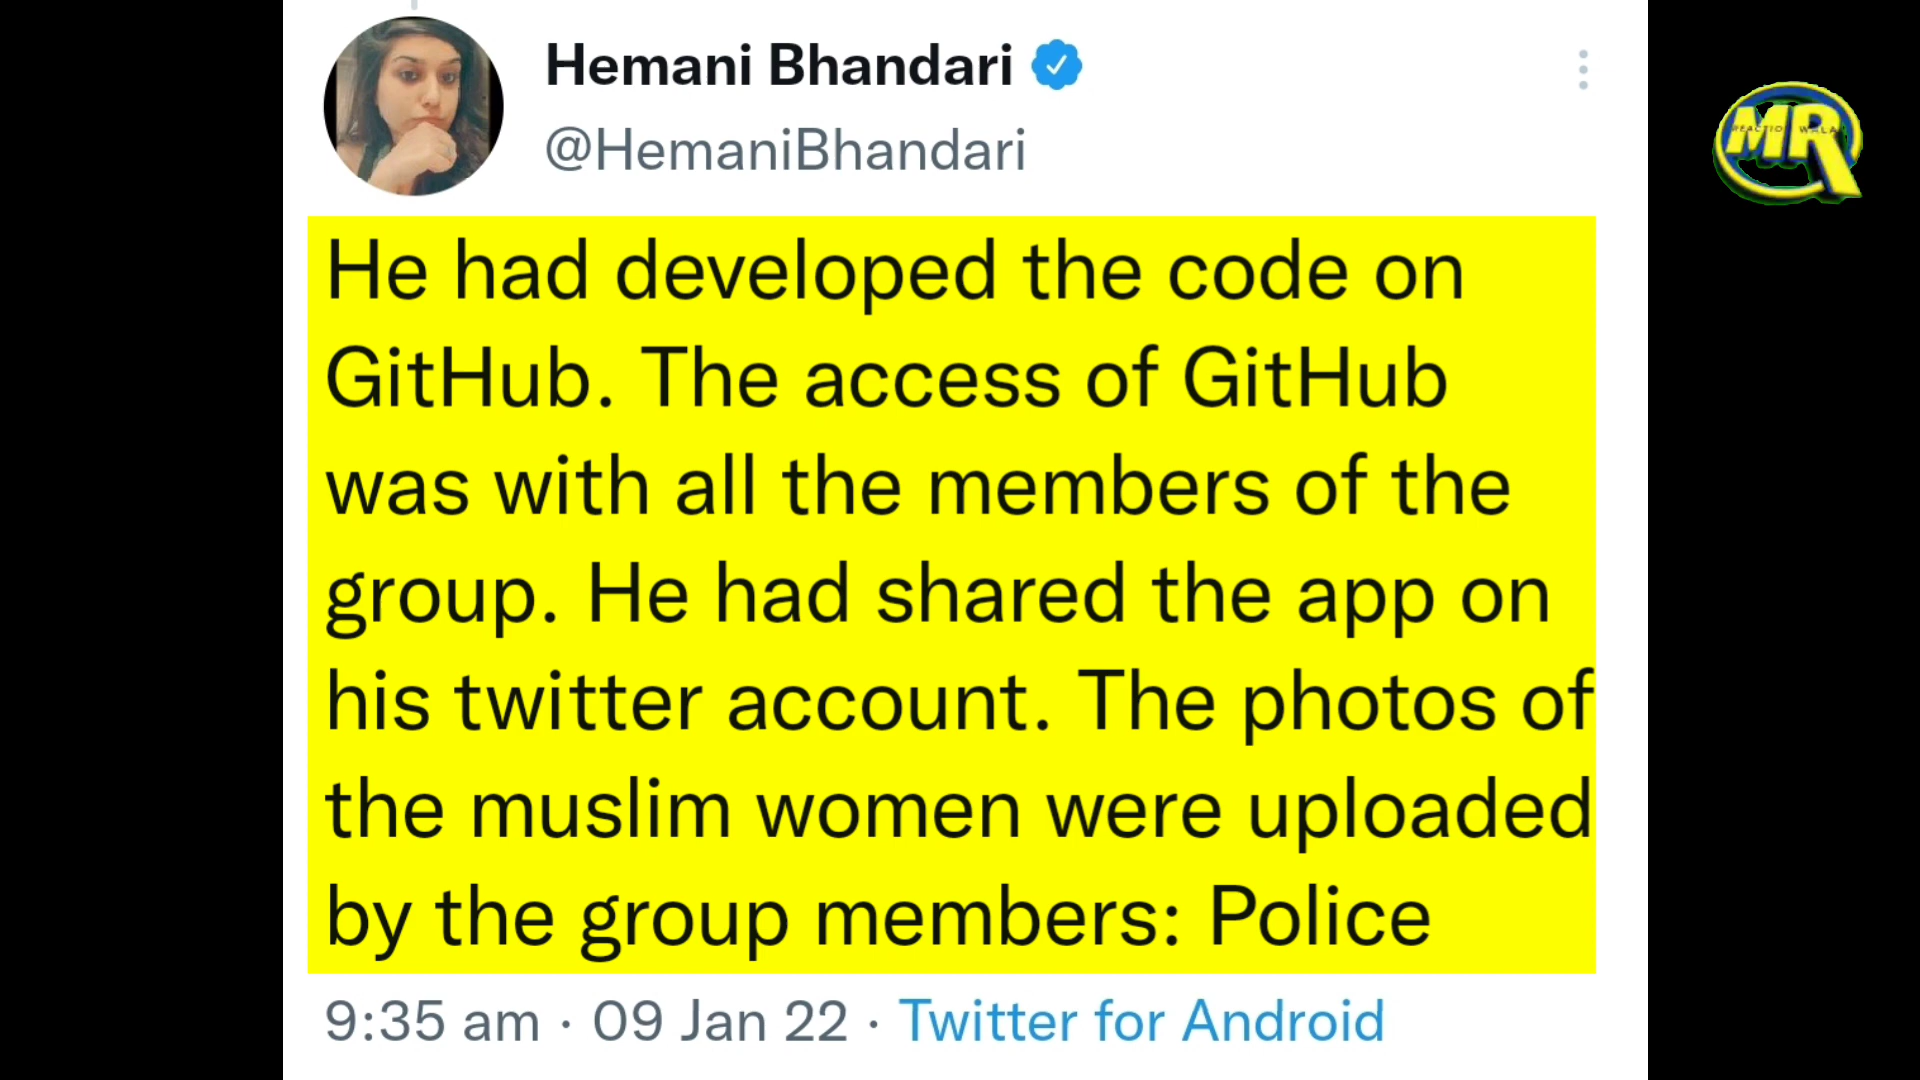 Hemani Bhandari
@HemaniBhandari
He had developed the code on
GitHub. The access of GitHub
was with all the members of the
group. He had shared the app on
his twitter account. The photos of
the muslim women were uploaded
by the group members: Police
9:35 am · 09 Jan 22 · Twitter for Android
MR
REACTION WALA